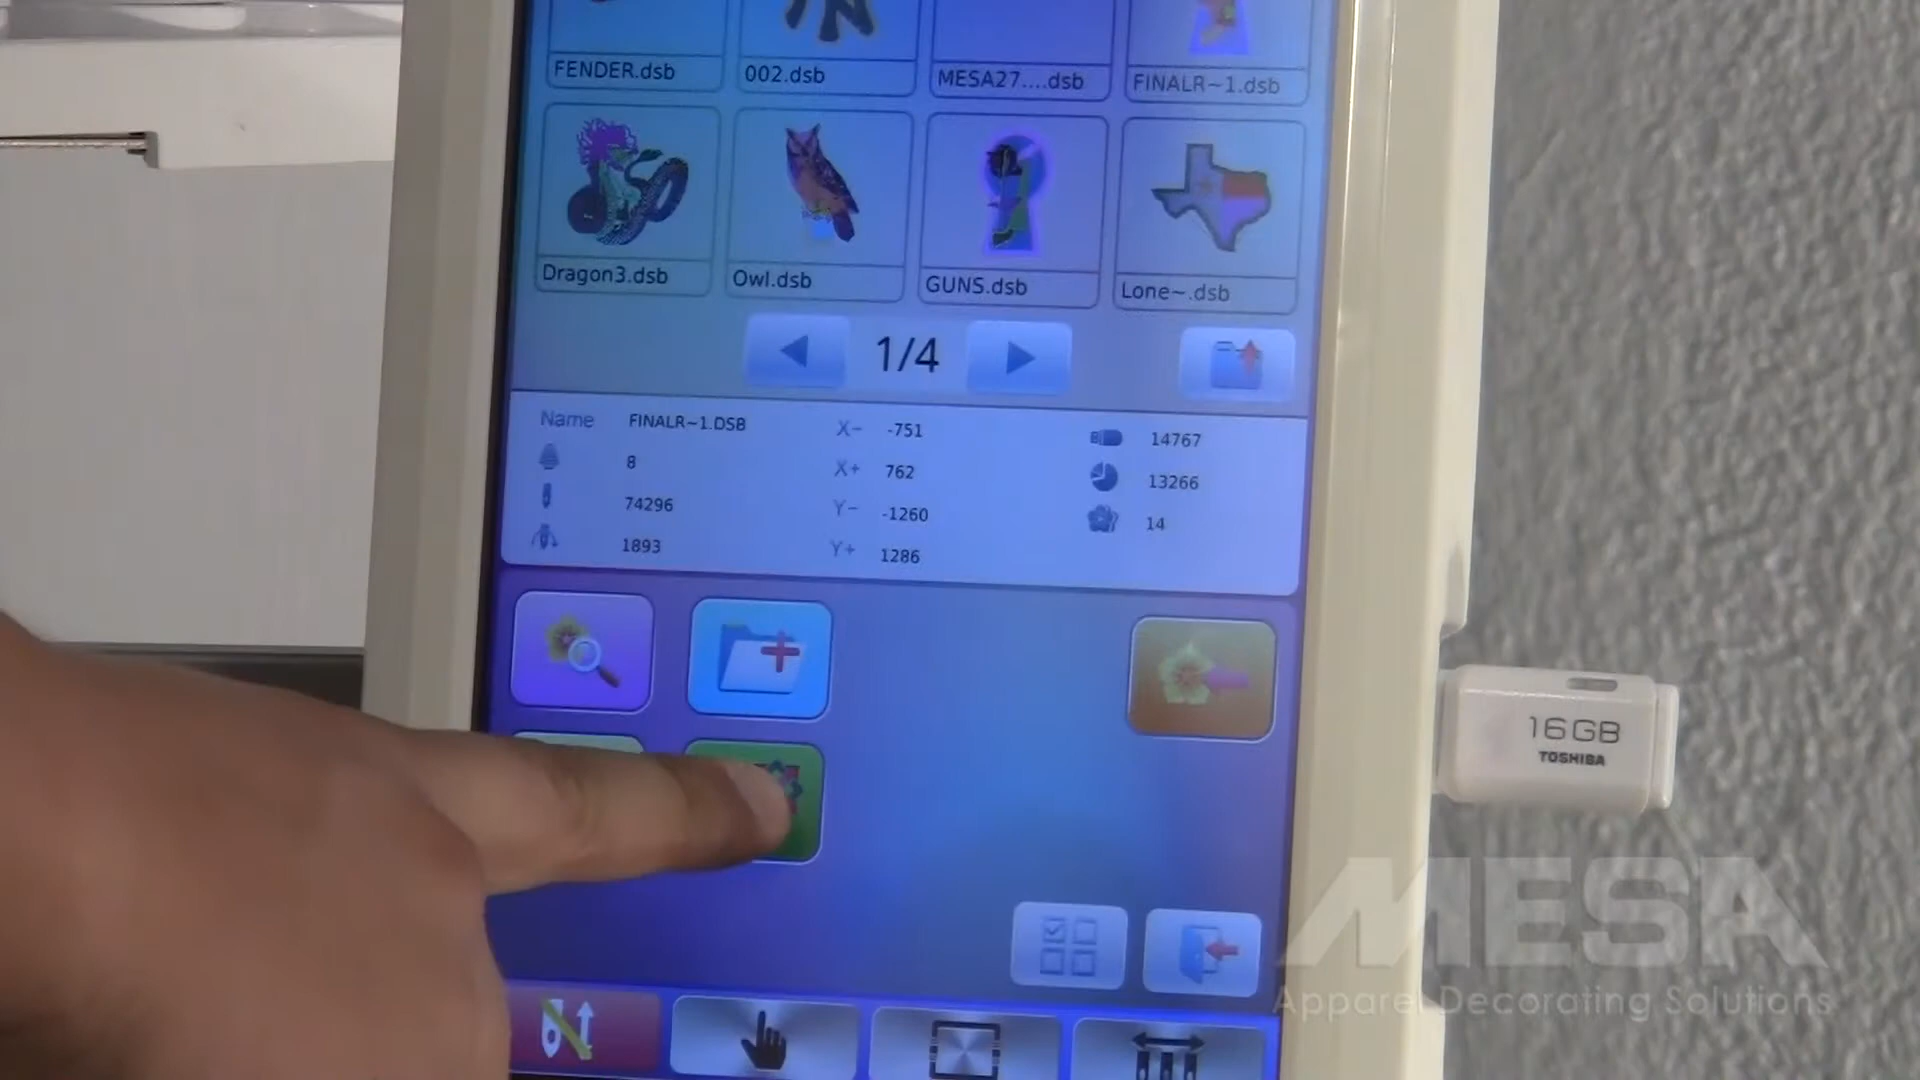 FENDER.dsb
002.dsb
MESA27....dsb
FINALR~1.dsb
Dragon3.dsb
Owl.dsb
GUNS.dsb
Lone~.dsb
1/4
Name FINALR~1.DSB
X- -751
14767
8
X+ 762
13266
74296
Y- -1260
14
1893
Y+ 1286
16GB
TOSHIBA
MESA
Apparel Decorating Solutions